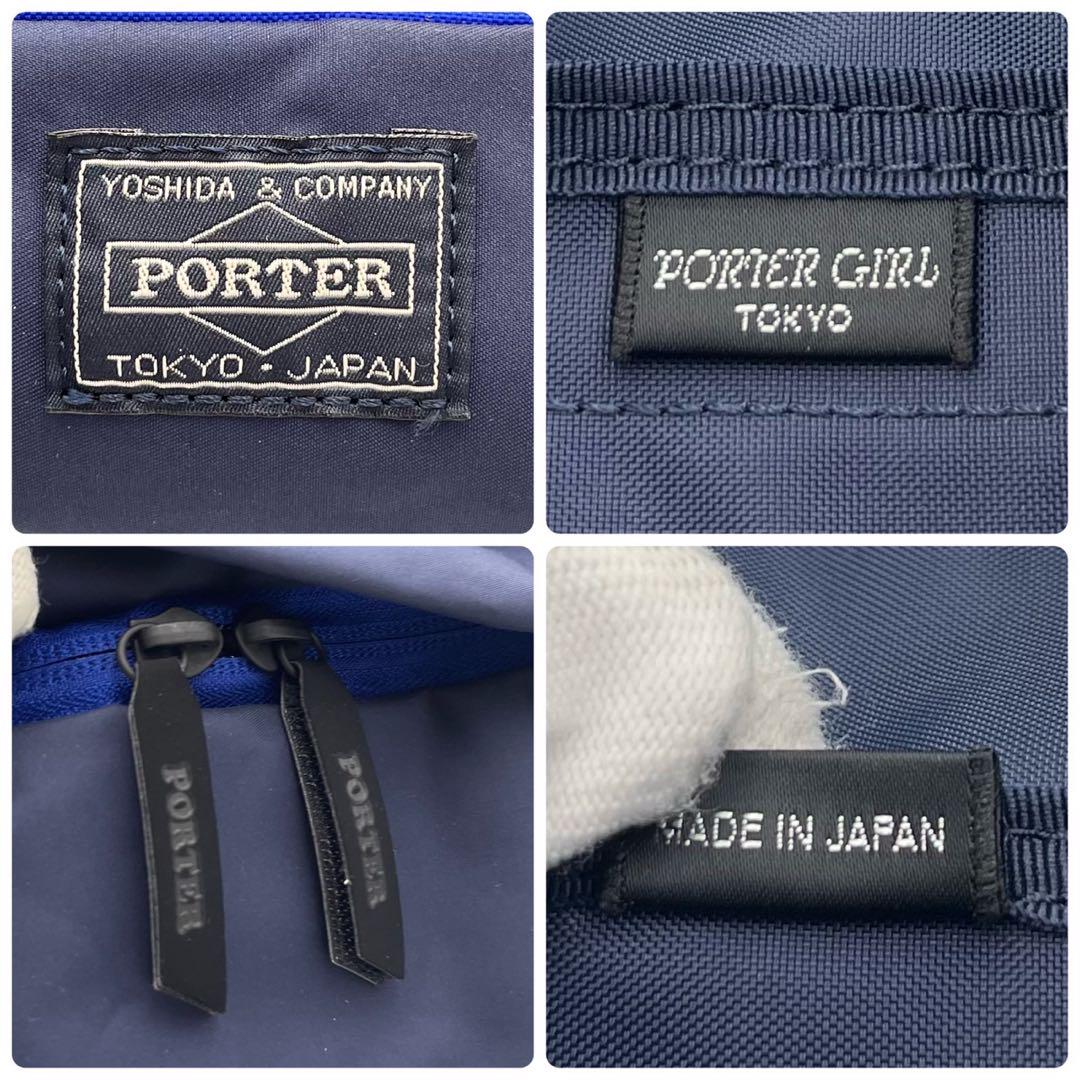 YOSHIDA & COMPANY
PORTER
TOKYO · JAPAN
PORTER GIRL
TOKYO
PORTER
PORTER
MADE IN JAPAN